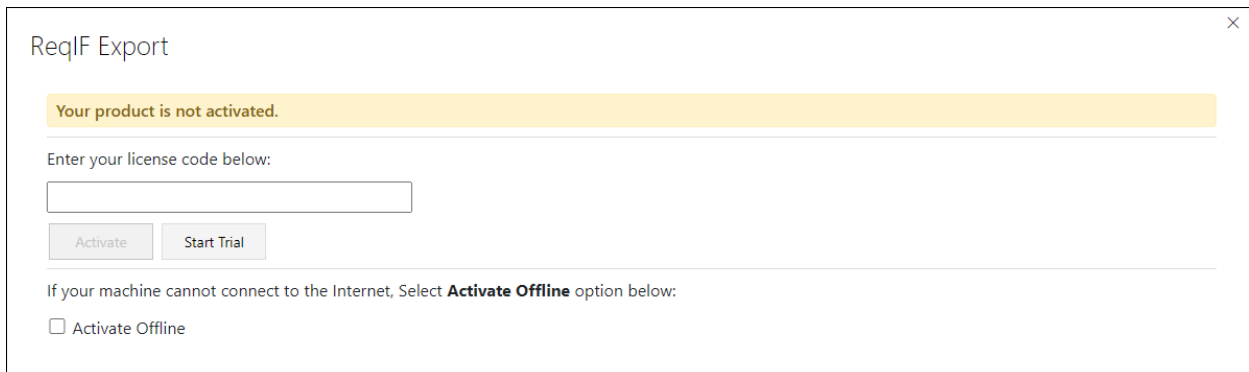 ReqIF Export
Your product is not activated.
Enter your license code below:
Activate
Start Trial
If your machine cannot connect to the Internet, Select Activate Offline option below:
Activate Offline